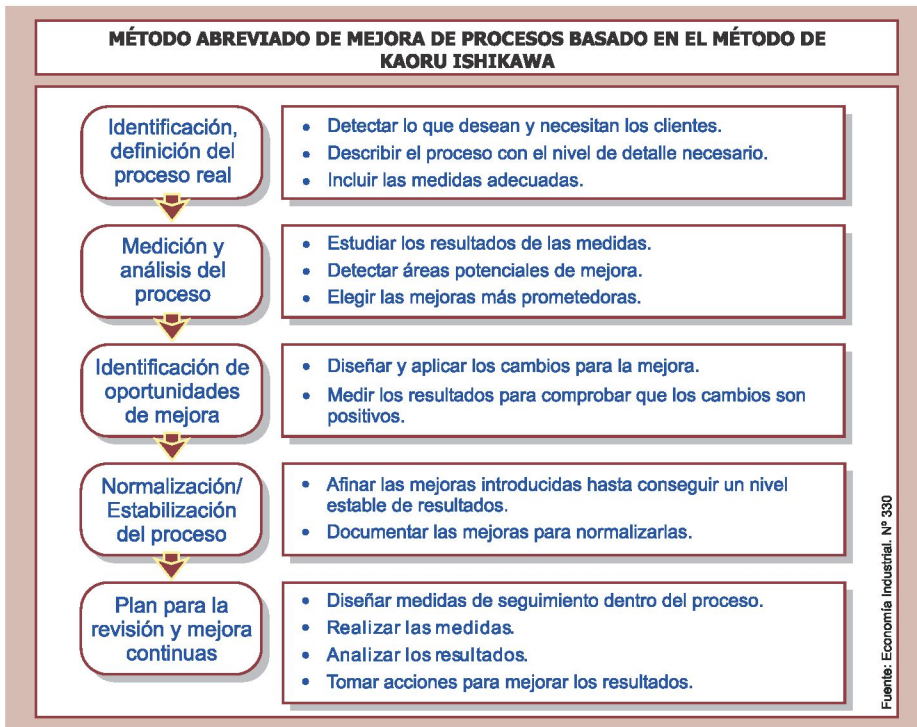 MÉTODO ABREVIADO DE MEJORA DE PROCESOS BASADO EN EL MÉTODO DE
KAORU ISHIKAWA
Identificación,
definición del
proceso real
• Detectar lo que desean y necesitan los clientes.
• Describir el proceso con el nivel de detalle necesario.
• Incluir las medidas adecuadas.
Medición y
análisis del
proceso
• Estudiar los resultados de las medidas.
• Detectar áreas potenciales de mejora.
• Elegir las mejoras más prometedoras.
Identificación de
oportunidades
de mejora
• Diseñar y aplicar los cambios para la mejora.
• Medir los resultados para comprobar que los cambios son
positivos.
Normalización/
Estabilización
del proceso
• Afinar las mejoras introducidas hasta conseguir un nivel
estable de resultados.
• Documentar las mejoras para normalizarlas.
Plan para la
revisión y mejora
continuas
• Diseñar medidas de seguimiento dentro del proceso.
• Realizar las medidas.
• Analizar los resultados.
• Tomar acciones para mejorar los resultados.
Fuente: Economía Industrial. Nº 330